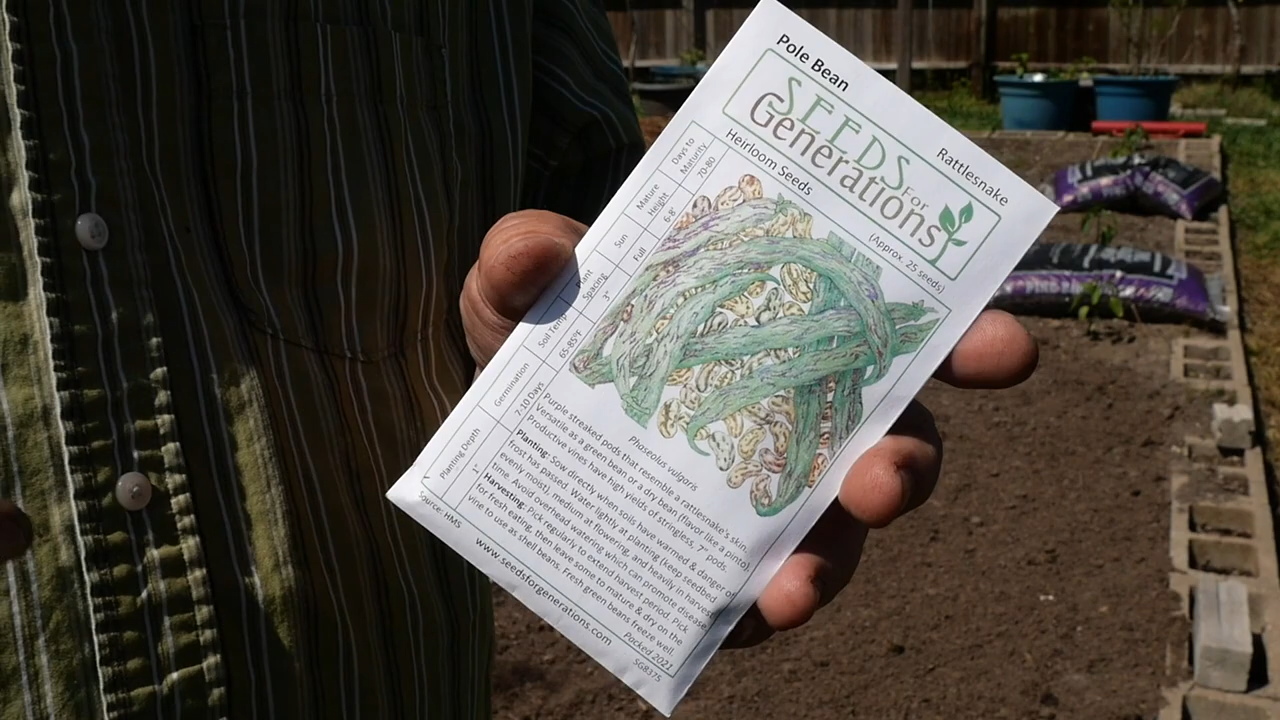 Pole Bean
Rattlesnake
SEEDS
FOR
Generations
Heirloom Seeds
(Approx. 25 seeds)
Days to
Maturity
70-80
Mature
Height
6-8'
Sun
Full
Plant
Spacing
3"
Soil Temp
65-85°F
Germination
7-10 Days
Planting Depth
1"
Phoseolus vulgaris
Purple streaked pods that resemble a rattlesnake's skin.
Versatile as a green bean or a dry bean (flavor like a pinto).
Productive vines have high yields of stringless, 7" pods.
Planting: Sow directly when soils have warmed & danger of
frost has passed. Water lightly at planting (keep seedbed
evenly moist), medium at flowering, and heavily in harvest
time. Avoid overhead watering which can promote disease.
Harvesting: Pick regularly to extend harvest period. Pick
for fresh eating, then leave some to mature & dry on the
vine to use as shell beans. Fresh green beans freeze well.
Source: HMS
Packed 2021
www.seedsforgenerations.com
SG8375